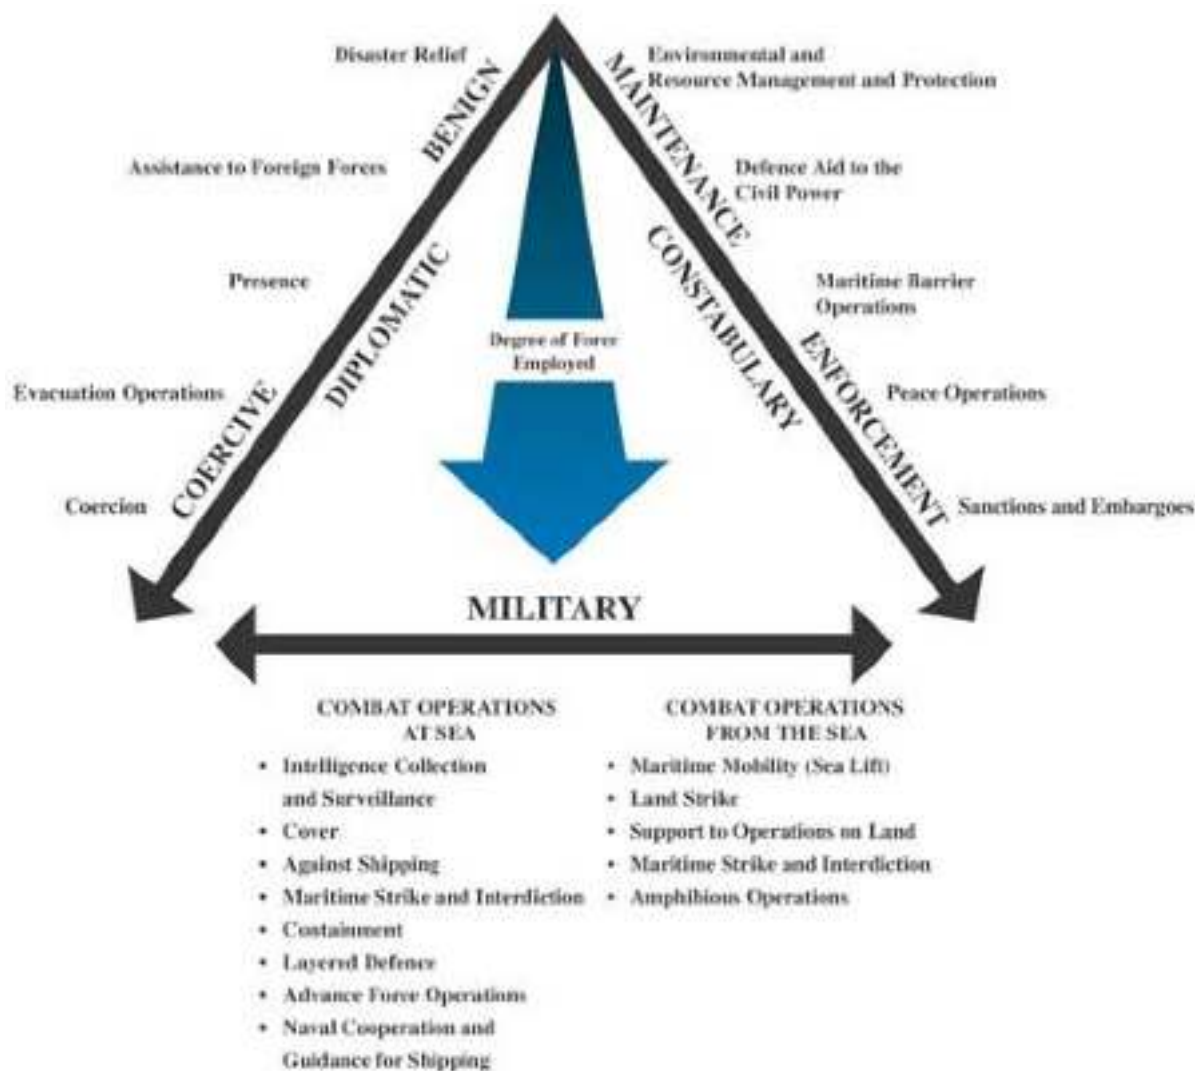 Disaster Relief
Environmental and
Resource Management and Protection
BENIGN
MAINTENANCE
Assistance to Foreign Forces
Defence Aid to the
Civil Power
Presence
DIPLOMATIC
CONSTABULARY
Maritime Barrier
Operations
Degree of Force
Employed
Evacuation Operations
COERCIVE
ENFORCEMENT
Peace Operations
Coercion
Sanctions and Embargoes
MILITARY
COMBAT OPERATIONS
AT SEA
• Intelligence Collection
and Surveillance
• Cover
• Against Shipping
• Maritime Strike and Interdiction
• Containment
• Layered Defence
• Advance Force Operations
• Naval Cooperation and
Guidance for Shipping
COMBAT OPERATIONS
FROM THE SEA
• Maritime Mobility (Sea Lift)
• Land Strike
• Support to Operations on Land
• Maritime Strike and Interdiction
• Amphibious Operations